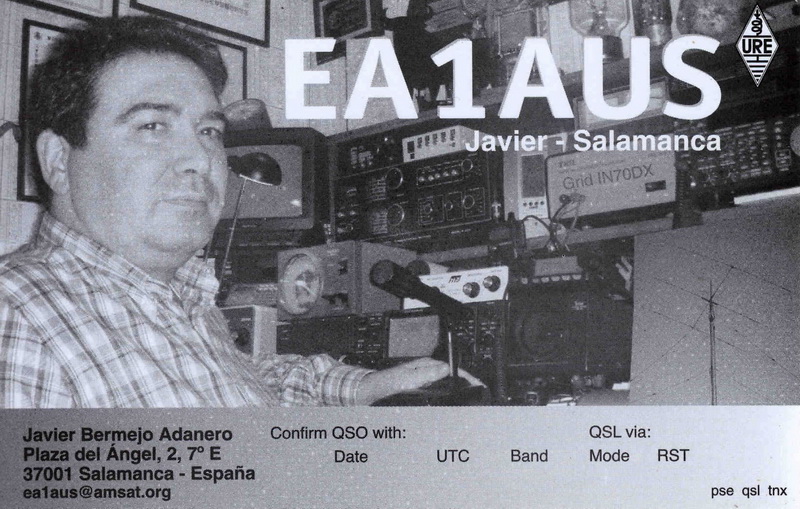 EA1AUS
URE
Javier - Salamanca
Grid IN70DX
Javier Bermejo Adanero
Plaza del Ángel, 2, 7º E
37001 Salamanca - España
ea1aus@amsat.org
Confirm QSO with:
Date UTC Band
QSL via:
Mode RST
pse qsl tnx